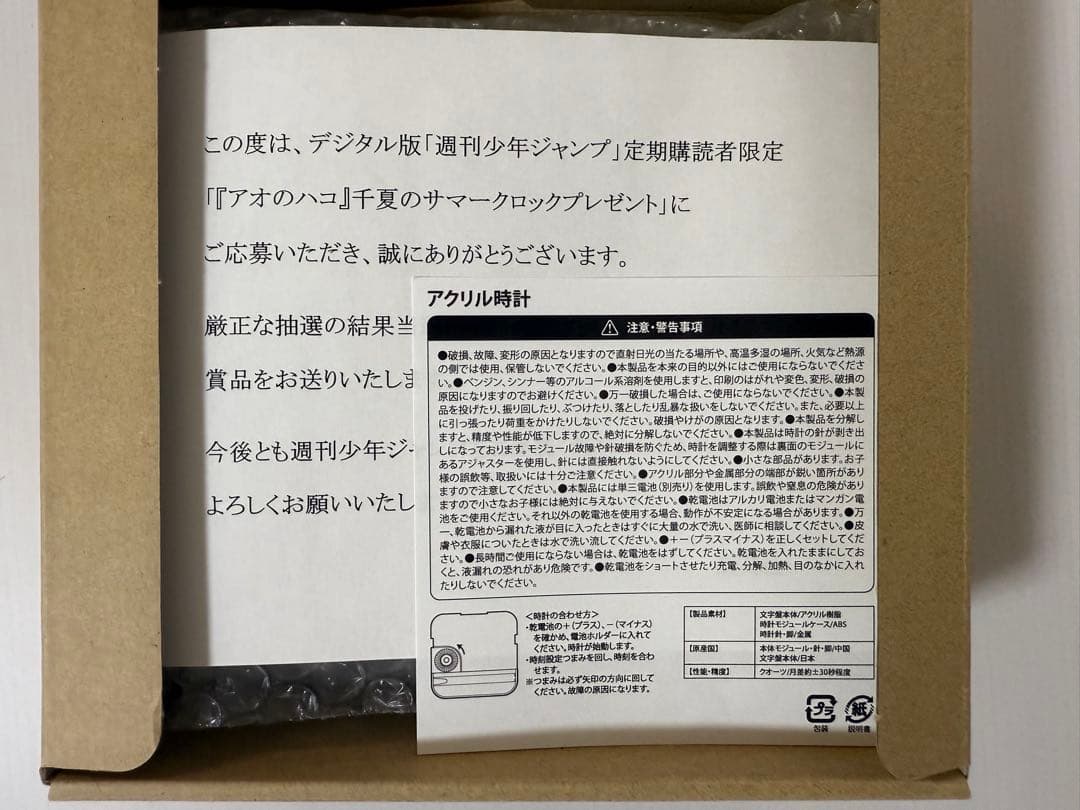 この度は、デジタル版「週刊少年ジャンプ」定期購読者限定
「『アオのハコ』千夏のサマークロックプレゼント」に
ご応募いただき、誠にありがとうございます。
厳正な抽選の結果当
賞品をお送りいたしま
今後とも週刊少年ジャ
よろしくお願いいたし
アクリル時計
注意・警告事項
●破損、故障、変形の原因となりますので直射日光の当たる場所や、高温多湿の場所、火気など熱源
の側では使用、保管しないでください。●本製品を本来の目的以外にはご使用にならないでくださ
い。●ベンジン、シンナー等のアルコール系溶剤を使用しますと、印刷のはがれや変色、変形、破損の
原因になりますのでお避けください。●万一破損した場合は、ご使用にならないでください。●本製
品を投げたり、振り回したり、ぶつけたり、落としたり乱暴な扱いをしないでください。また、必要以上
に引っ張ったり荷重をかけたりしないでください。破損やけがの原因となります。●本製品を分解し
ますと、精度や性能が低下しますので、絶対に分解しないでください。●本製品は時計の針が剥き出
しになっております。モジュール故障や針破損を防ぐため、時計を調整する際は裏面のモジュールに
あるアジャスターを使用し、針には直接触れないようにしてください。●小さな部品があります。お子
様の誤飲等、取扱いには十分ご注意ください。●アクリル部分や金属部分の端部が鋭い箇所があり
ますので注意してください。●本製品には単三電池(別売り)を使用します。誤飲や窒息の危険があり
ますので小さなお子様には絶対に与えないでください。●乾電池はアルカリ電池またはマンガン電
池をご使用ください。それ以外の乾電池を使用する場合、動作が不安定になる場合があります。●万
一、乾電池から漏れた液が目に入ったときはすぐに大量の水で洗い、医師に相談してください。●皮
膚や衣服についたときは水で洗い流してください。●＋−(プラスマイナス)を正しくセットしてくだ
さい。●長時間ご使用にならない場合は、乾電池をはずしてください。乾電池を入れたままにしてお
くと、液漏れの恐れがあり危険です。●乾電池をショートさせたり充電、分解、加熱、目のなかに入れ
たりしないでください。
＜時計の合わせ方＞
・乾電池の＋(プラス)、−(マイナス)
を確かめ、電池ホルダーに入れて
ください。時計が始動します。
・時刻設定つまみを回し、時刻を合わ
せます。
※つまみは必ず矢印の方向に回して
ください。故障の原因になります。
【製品素材】 文字盤本体/アクリル樹脂
時計モジュールケース/ABS
時計針・脚/金属
【原産国】 本体モジュール・針・脚/中国
文字盤本体/日本
【性能・精度】 クオーツ/月差約±30秒程度
プラ 紙
包装 説明書